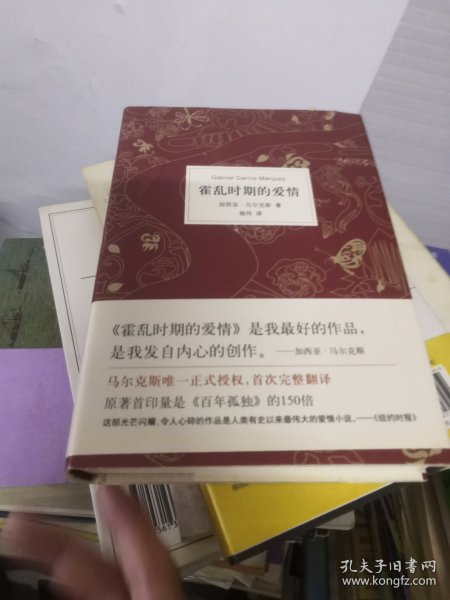 Gabriel García Márquez
霍乱时期的爱情
加西亚·马尔克斯 著
杨玲 译
《霍乱时期的爱情》是我最好的作品，
是我发自内心的创作。——加西亚·马尔克斯
马尔克斯唯一正式授权，首次完整翻译
原著首印量是《百年孤独》的150倍
这部光芒闪耀、令人心碎的作品是人类有史以来最伟大的爱情小说。——《纽约时报》
孔夫子旧书网
www.kongfz.com